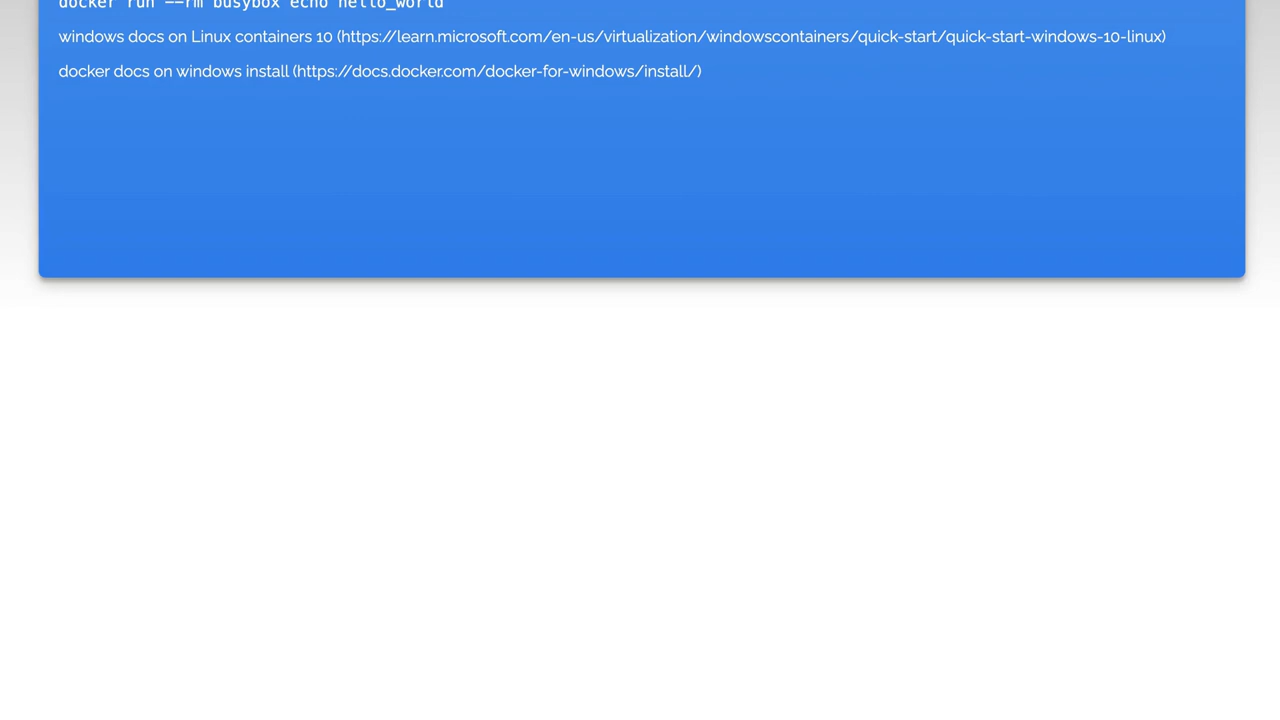 docker run --rm busybox echo hello_world
windows docs on Linux containers 10 (https://learn.microsoft.com/en-us/virtualization/windowscontainers/quick-start/quick-start-windows-10-linux)
docker docs on windows install (https://docs.docker.com/docker-for-windows/install/)